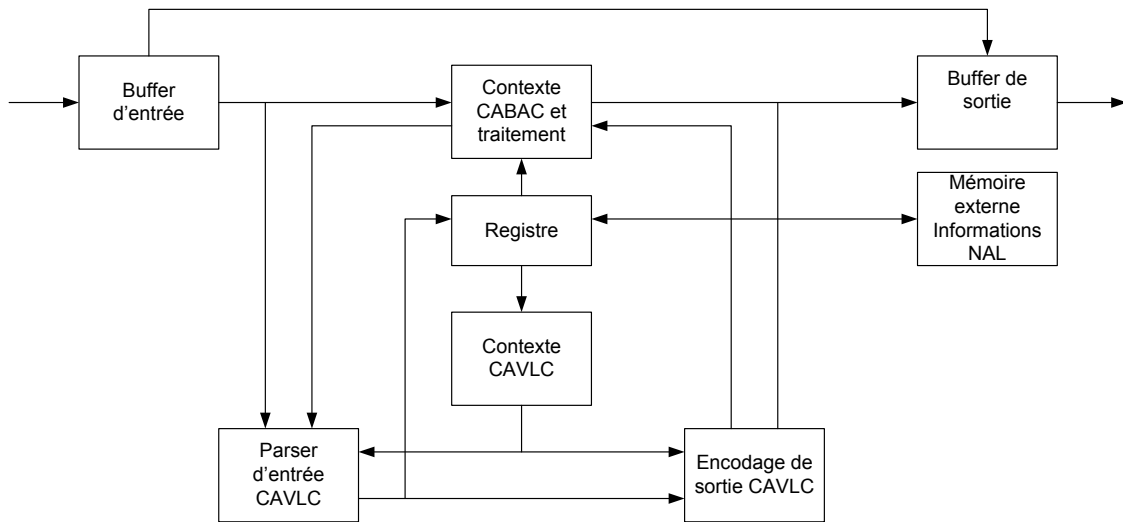 Buffer
d'entrée
Contexte
CABAC et
traitement
Buffer de
sortie
Registre
Mémoire
externe
Informations
NAL
Contexte
CAVLC
Parser
d'entrée
CAVLC
Encodage de
sortie CAVLC